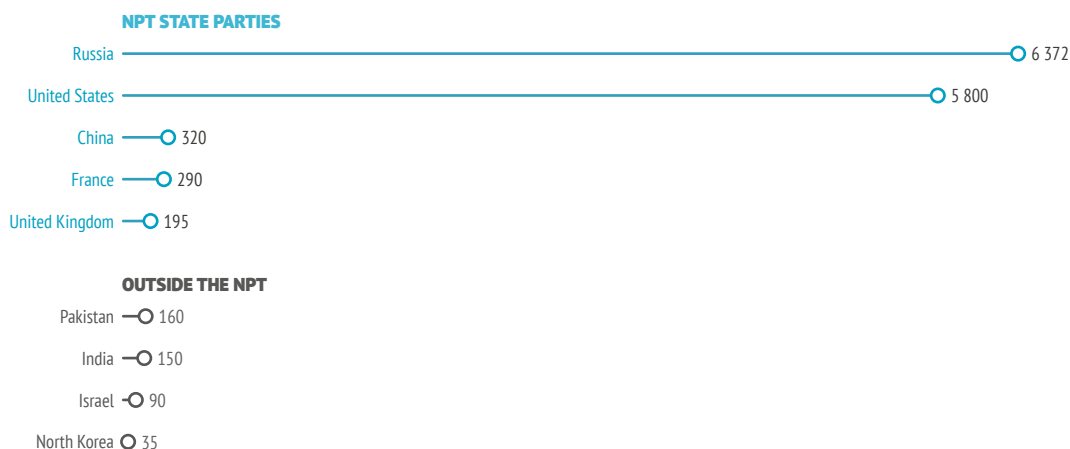 NPT STATE PARTIES
Russia 6 372
United States 5 800
China 320
France 290
United Kingdom 195
OUTSIDE THE NPT
Pakistan 160
India 150
Israel 90
North Korea 35